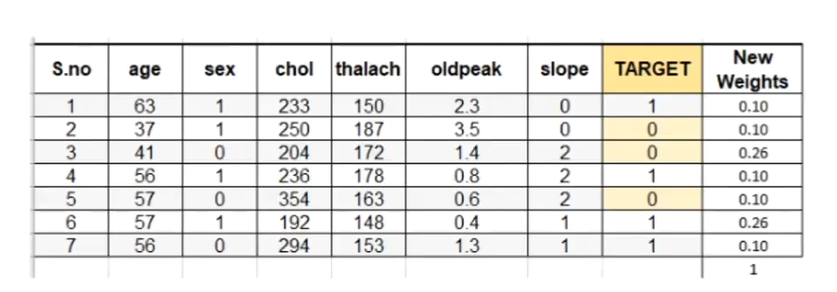 S.no age sex chol thalach oldpeak slope TARGET New Weights
1 63 1 233 150 2.3 0 1 0.10
2 37 1 250 187 3.5 0 0 0.10
3 41 0 204 172 1.4 2 0 0.26
4 56 1 236 178 0.8 2 1 0.10
5 57 0 354 163 0.6 2 0 0.10
6 57 1 192 148 0.4 1 1 0.26
7 56 0 294 153 1.3 1 1 0.10
1